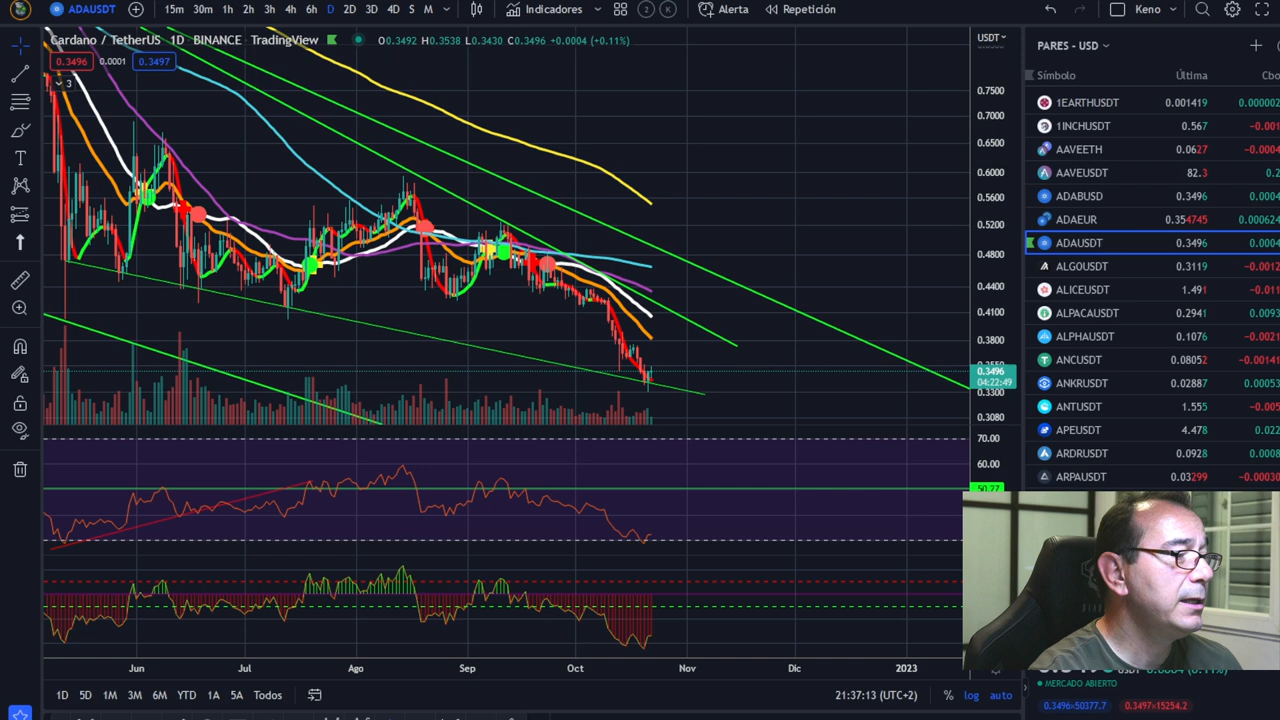 ADAUSDT 15m 30m 1h 2h 3h 4h 6h D 2D 3D 4D S M Indicadores 2 K Alerta Repetición Keno
Cardano / TetherUS 1D BINANCE TradingView O0.3492 H0.3538 L0.3430 C0.3496 +0.0004 (+0.11%)
0.3496 0.0001 0.3497
3
USDT
0.7500
0.7000
0.6500
0.6000
0.5600
0.5200
0.4800
0.4400
0.4100
0.3800
0.3496
04:22:49
0.3300
0.3080
70.00
60.00
50.77
PARES - USD
Símbolo Última Cbo
1EARTHUSDT 0.001419 0.000002
1INCHUSDT 0.567 -0.001
AAVEETH 0.0627 -0.0004
AAVEUSDT 82.3 0.2
ADABUSD 0.3496 0.0004
ADAEUR 0.354745 0.000624
ADAUSDT 0.3496 0.0004
ALGOUSDT 0.3119 -0.0012
ALICEUSDT 1.491 -0.011
ALPACAUSDT 0.2941 0.0093
ALPHAUSDT 0.1076 -0.0021
ANCUSDT 0.08052 -0.00141
ANKRUSDT 0.02887 0.00053
ANTUSDT 1.555 -0.005
APEUSDT 4.478 0.022
ARDRUSDT 0.0928 0.0008
ARPAUSDT 0.03299 -0.00030
Jun Jul Ago Sep Oct Nov Dic 2023
1D 5D 1M 3M 6M YTD 1A 5A Todos 21:37:13 (UTC+2) % log auto
MERCADO ABIERTO
0.3496×50377.7 0.3497×15254.2